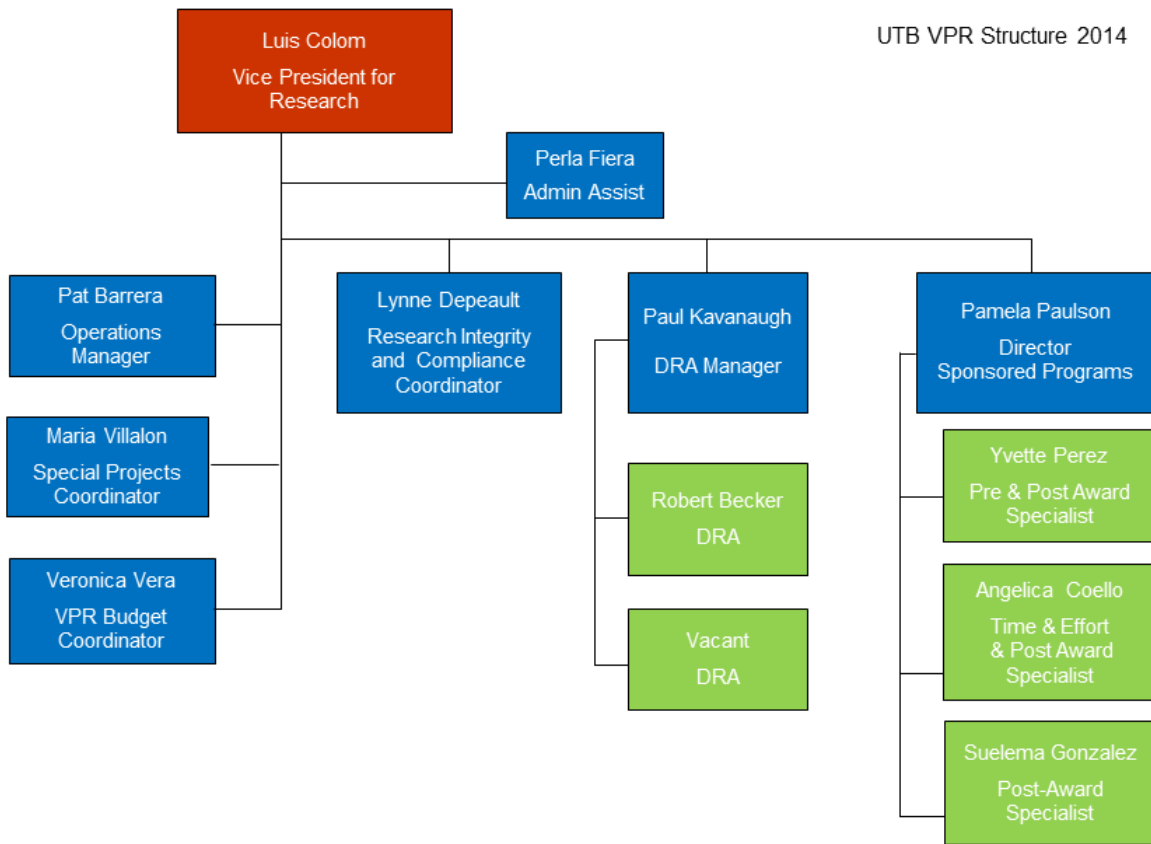 UTB VPR Structure 2014
Luis Colom
Vice President for
Research
Perla Fiera
Admin Assist
Pat Barrera
Operations
Manager
Lynne Depeault
Research Integrity
and Compliance
Coordinator
Paul Kavanaugh
DRA Manager
Pamela Paulson
Director
Sponsored Programs
Maria Villalon
Special Projects
Coordinator
Veronica Vera
VPR Budget
Coordinator
Robert Becker
DRA
Vacant
DRA
Yvette Perez
Pre & Post Award
Specialist
Angelica Coello
Time & Effort
& Post Award
Specialist
Suelema Gonzalez
Post-Award
Specialist